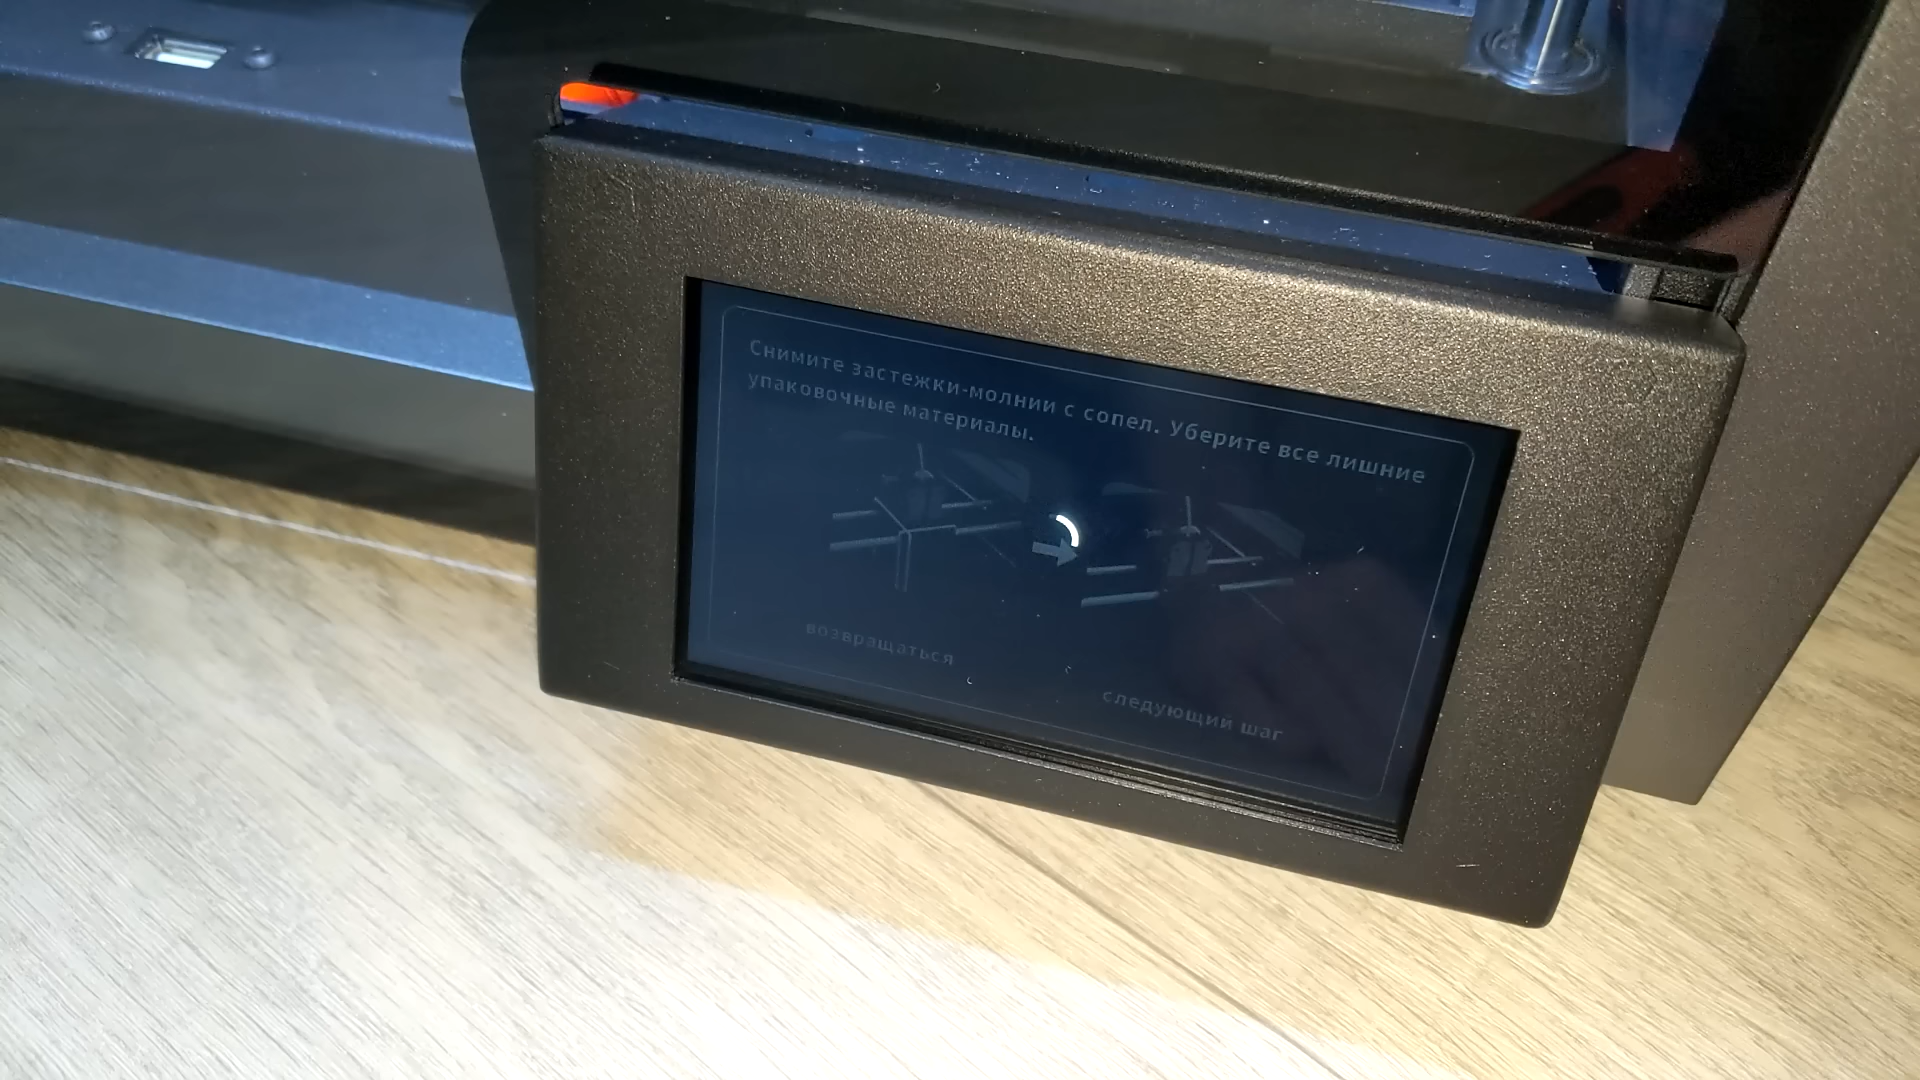 Снимите застежки-молнии с сопел. Уберите все лишние
упаковочные материалы.
возвращаться
следующий шаг